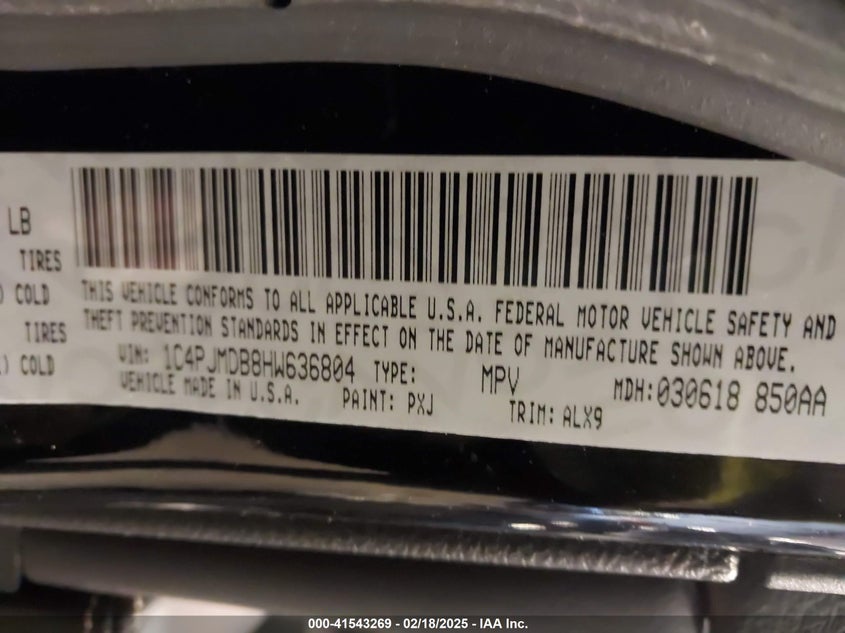 LB
TIRES
) COLD
TIRES
) COLD
THIS VEHICLE CONFORMS TO ALL APPLICABLE U.S.A. FEDERAL MOTOR VEHICLE SAFETY AND
THEFT PREVENTION STANDARDS IN EFFECT ON THE DATE OF MANUFACTURE SHOWN ABOVE.
VIN: 1C4PJMDB8HW636804 TYPE: MPV MDH:030618 850AA
VEHICLE MADE IN U.S.A. PAINT: PXJ TRIM: ALX9
000-41543269 - 02/18/2025 - IAA Inc.